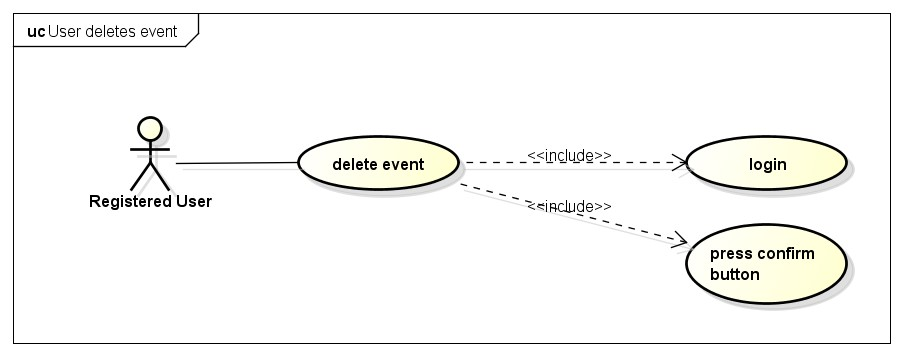 uc User deletes event
<<include>>
delete event
login
Registered User
<<include>>
press confirm
button